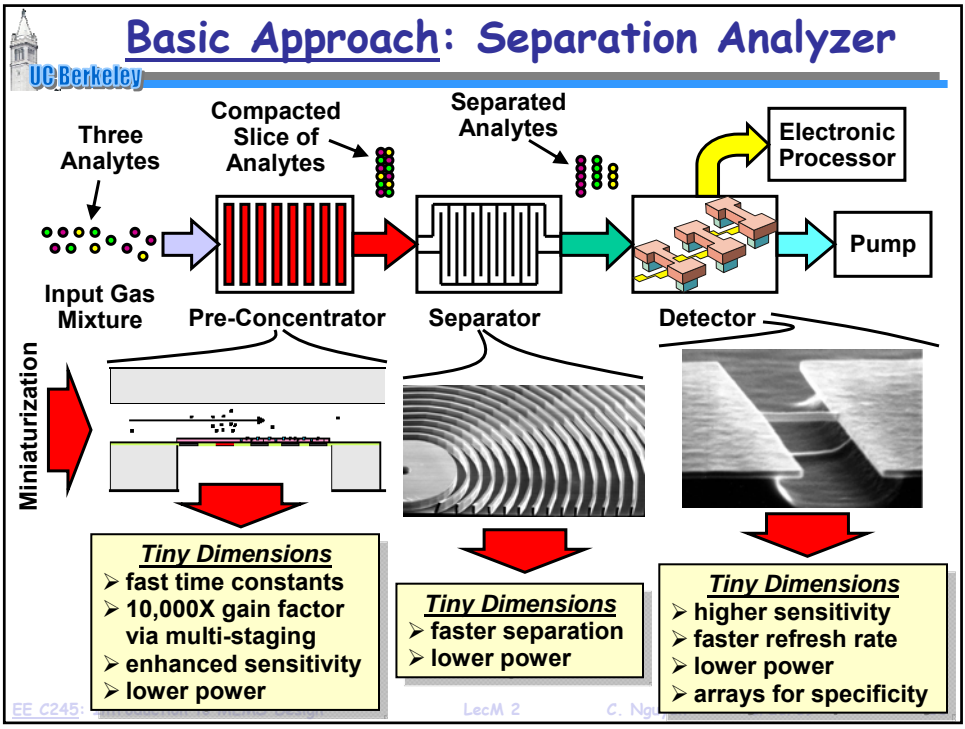 Basic Approach: Separation Analyzer
UC Berkeley
Three
Analytes
Compacted
Slice of
Analytes
Separated
Analytes
Electronic
Processor
Pump
Input Gas
Mixture
Pre-Concentrator
Separator
Detector
Miniaturization
Tiny Dimensions
➢ fast time constants
➢ 10,000X gain factor
via multi-staging
➢ enhanced sensitivity
➢ lower power
Tiny Dimensions
➢ faster separation
➢ lower power
Tiny Dimensions
➢ higher sensitivity
➢ faster refresh rate
➢ lower power
➢ arrays for specificity
EE C245:
LecM 2
C.